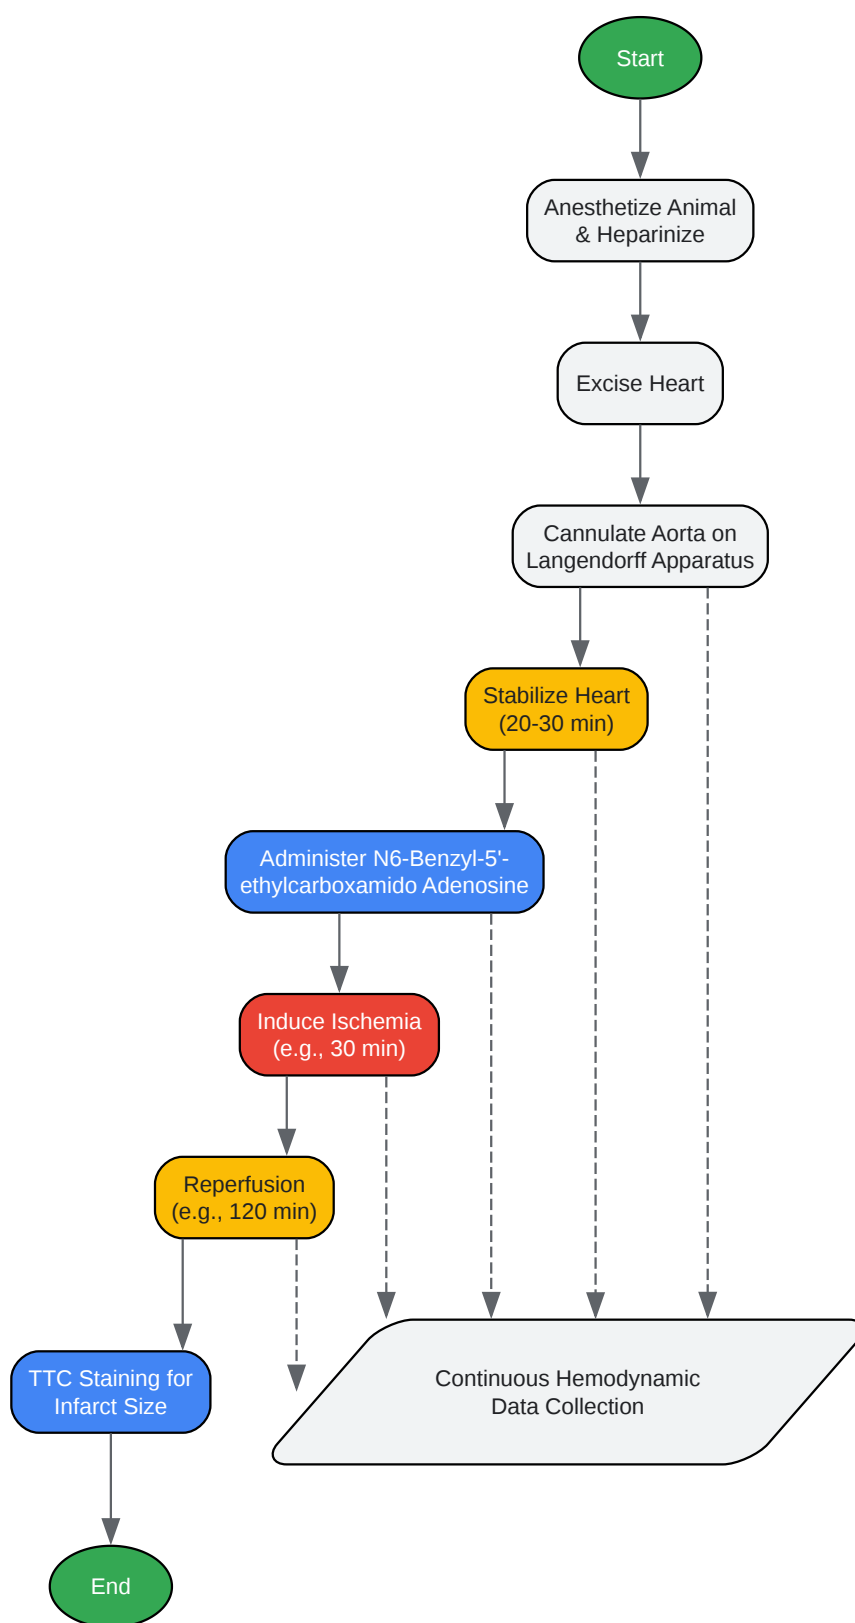 Start
Anesthetize Animal
& Heparinize
Excise Heart
Cannulate Aorta on
Langendorff Apparatus
Stabilize Heart
(20-30 min)
Administer N6-Benzyl-5'-
ethylcarboxamido Adenosine
Induce Ischemia
(e.g., 30 min)
Reperfusion
(e.g., 120 min)
TTC Staining for
Infarct Size
Continuous Hemodynamic
Data Collection
End